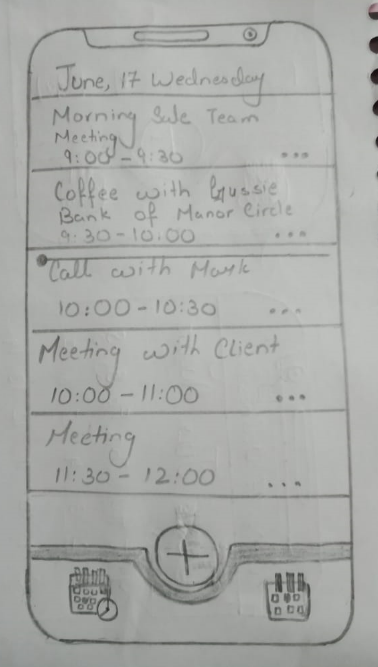 June, 17 Wednesday
Morning Sale Team
Meeting
9:00 - 9:30
...
Coffee with Gussie
Bank of Manor Circle
9:30 - 10:00
...
Call with Mark
10:00 - 10:30
...
Meeting with Client
10:00 - 11:00
...
Meeting
11:30 - 12:00
...
+